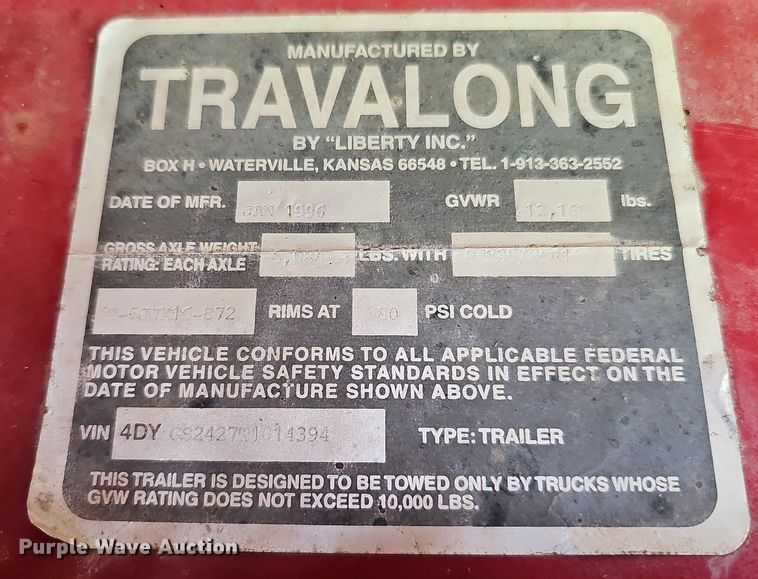 MANUFACTURED BY
TRAVALONG
BY "LIBERTY INC."
BOX H • WATERVILLE, KANSAS 66548 • TEL. 1-913-363-2552
DATE OF MFR. JAN 1996 GVWR lbs.
GROSS AXLE WEIGHT
RATING: EACH AXLE LBS. WITH TIRES
RIMS AT 80 PSI COLD
THIS VEHICLE CONFORMS TO ALL APPLICABLE FEDERAL
MOTOR VEHICLE SAFETY STANDARDS IN EFFECT ON THE
DATE OF MANUFACTURE SHOWN ABOVE.
VIN 4DY GS2427T1014394 TYPE: TRAILER
THIS TRAILER IS DESIGNED TO BE TOWED ONLY BY TRUCKS WHOSE
GVW RATING DOES NOT EXCEED 10,000 LBS.
Purple Wave Auction